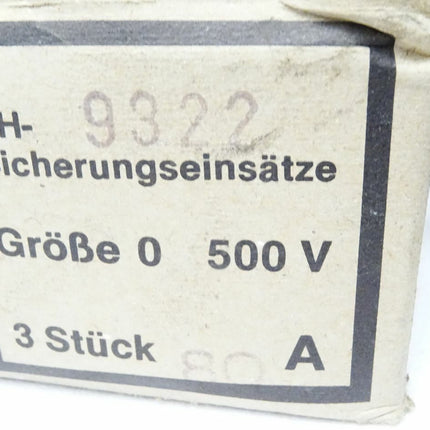 9322
H-
icherungseinsätze
Größe 0 500 V
3 Stück 80 A